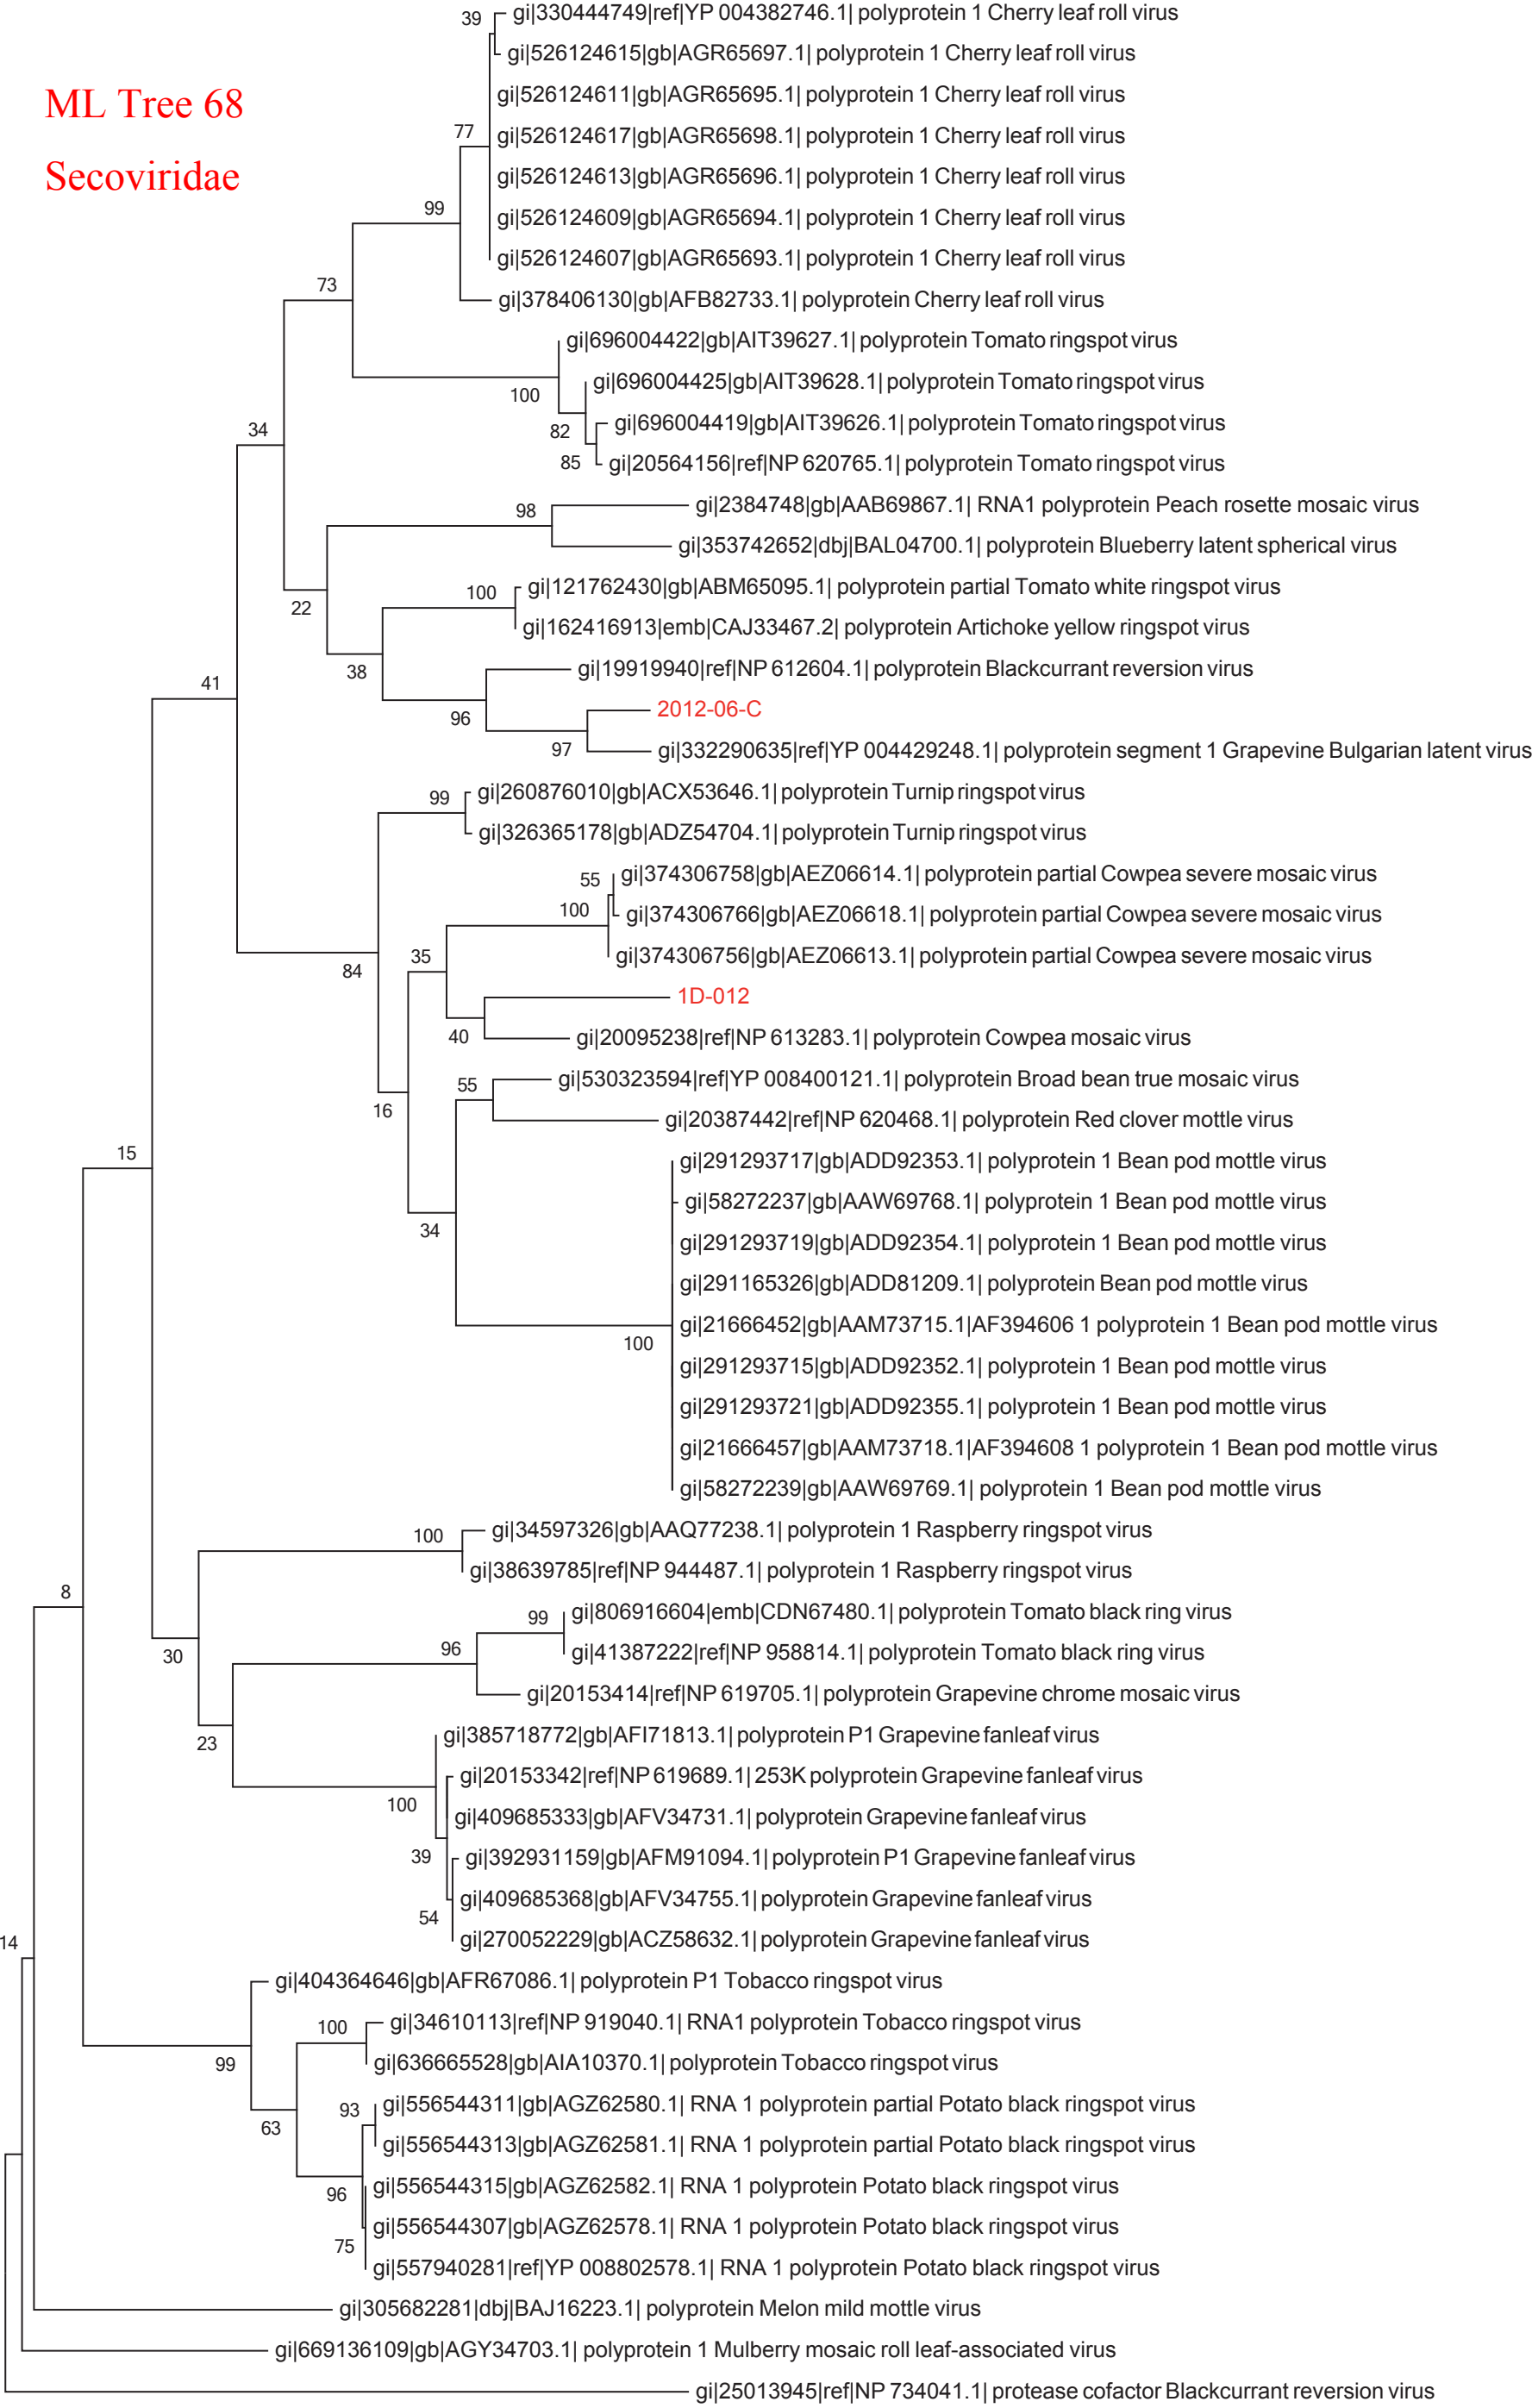 39
gi|330444749|ref|YP 004382746.1| polyprotein 1 Cherry leaf roll virus
gi|526124615|gb|AGR65697.1| polyprotein 1 Cherry leaf roll virus
ML Tree 68
gi|526124611|gb|AGR65695.1| polyprotein 1 Cherry leaf roll virus
77
gi|526124617|gb|AGR65698.1| polyprotein 1 Cherry leaf roll virus
Secoviridae
gi|526124613|gb|AGR65696.1| polyprotein 1 Cherry leaf roll virus
99
gi|526124609|gb|AGR65694.1| polyprotein 1 Cherry leaf roll virus
gi|526124607|gb|AGR65693.1| polyprotein 1 Cherry leaf roll virus
73
gi|378406130|gb|AFB82733.1| polyprotein Cherry leaf roll virus
gi|696004422|gb|AIT39627.1| polyprotein Tomato ringspot virus
100
gi|696004425|gb|AIT39628.1| polyprotein Tomato ringspot virus
82
gi|696004419|gb|AIT39626.1| polyprotein Tomato ringspot virus
34
85
gi|20564156|ref|NP 620765.1| polyprotein Tomato ringspot virus
98
gi|2384748|gb|AAB69867.1| RNA1 polyprotein Peach rosette mosaic virus
gi|353742652|dbj|BAL04700.1| polyprotein Blueberry latent spherical virus
22
100
gi|121762430|gb|ABM65095.1| polyprotein partial Tomato white ringspot virus
gi|162416913|emb|CAJ33467.2| polyprotein Artichoke yellow ringspot virus
38
gi|19919940|ref|NP 612604.1| polyprotein Blackcurrant reversion virus
41
96
2012-06-C
97
gi|332290635|ref|YP 004429248.1| polyprotein segment 1 Grapevine Bulgarian latent virus
99
gi|260876010|gb|ACX53646.1| polyprotein Turnip ringspot virus
gi|326365178|gb|ADZ54704.1| polyprotein Turnip ringspot virus
55
gi|374306758|gb|AEZ06614.1| polyprotein partial Cowpea severe mosaic virus
100
gi|374306766|gb|AEZ06618.1| polyprotein partial Cowpea severe mosaic virus
35
gi|374306756|gb|AEZ06613.1| polyprotein partial Cowpea severe mosaic virus
84
1D-012
40
gi|20095238|ref|NP 613283.1| polyprotein Cowpea mosaic virus
55
gi|530323594|ref|YP 008400121.1| polyprotein Broad bean true mosaic virus
16
gi|20387442|ref|NP 620468.1| polyprotein Red clover mottle virus
15
gi|291293717|gb|ADD92353.1| polyprotein 1 Bean pod mottle virus
gi|58272237|gb|AAW69768.1| polyprotein 1 Bean pod mottle virus
34
gi|291293719|gb|ADD92354.1| polyprotein 1 Bean pod mottle virus
gi|291165326|gb|ADD81209.1| polyprotein Bean pod mottle virus
gi|21666452|gb|AAM73715.1|AF394606 1 polyprotein 1 Bean pod mottle virus
100
gi|291293715|gb|ADD92352.1| polyprotein 1 Bean pod mottle virus
gi|291293721|gb|ADD92355.1| polyprotein 1 Bean pod mottle virus
gi|21666457|gb|AAM73718.1|AF394608 1 polyprotein 1 Bean pod mottle virus
gi|58272239|gb|AAW69769.1| polyprotein 1 Bean pod mottle virus
100
gi|34597326|gb|AAQ77238.1| polyprotein 1 Raspberry ringspot virus
gi|38639785|ref|NP 944487.1| polyprotein 1 Raspberry ringspot virus
8
99
gi|806916604|emb|CDN67480.1| polyprotein Tomato black ring virus
30
96
gi|41387222|ref|NP 958814.1| polyprotein Tomato black ring virus
gi|20153414|ref|NP 619705.1| polyprotein Grapevine chrome mosaic virus
23
gi|385718772|gb|AFI71813.1| polyprotein P1 Grapevine fanleaf virus
gi|20153342|ref|NP 619689.1| 253K polyprotein Grapevine fanleaf virus
100
gi|409685333|gb|AFV34731.1| polyprotein Grapevine fanleaf virus
39
gi|392931159|gb|AFM91094.1| polyprotein P1 Grapevine fanleaf virus
gi|409685368|gb|AFV34755.1| polyprotein Grapevine fanleaf virus
54
gi|270052229|gb|ACZ58632.1| polyprotein Grapevine fanleaf virus
14
gi|404364646|gb|AFR67086.1| polyprotein P1 Tobacco ringspot virus
100
gi|34610113|ref|NP 919040.1| RNA1 polyprotein Tobacco ringspot virus
99
gi|636665528|gb|AIA10370.1| polyprotein Tobacco ringspot virus
93
gi|556544311|gb|AGZ62580.1| RNA 1 polyprotein partial Potato black ringspot virus
63
gi|556544313|gb|AGZ62581.1| RNA 1 polyprotein partial Potato black ringspot virus
96
gi|556544315|gb|AGZ62582.1| RNA 1 polyprotein Potato black ringspot virus
gi|556544307|gb|AGZ62578.1| RNA 1 polyprotein Potato black ringspot virus
75
gi|557940281|ref|YP 008802578.1| RNA 1 polyprotein Potato black ringspot virus
gi|305682281|dbj|BAJ16223.1| polyprotein Melon mild mottle virus
gi|669136109|gb|AGY34703.1| polyprotein 1 Mulberry mosaic roll leaf-associated virus
gi|25013945|ref|NP 734041.1| protease cofactor Blackcurrant reversion virus